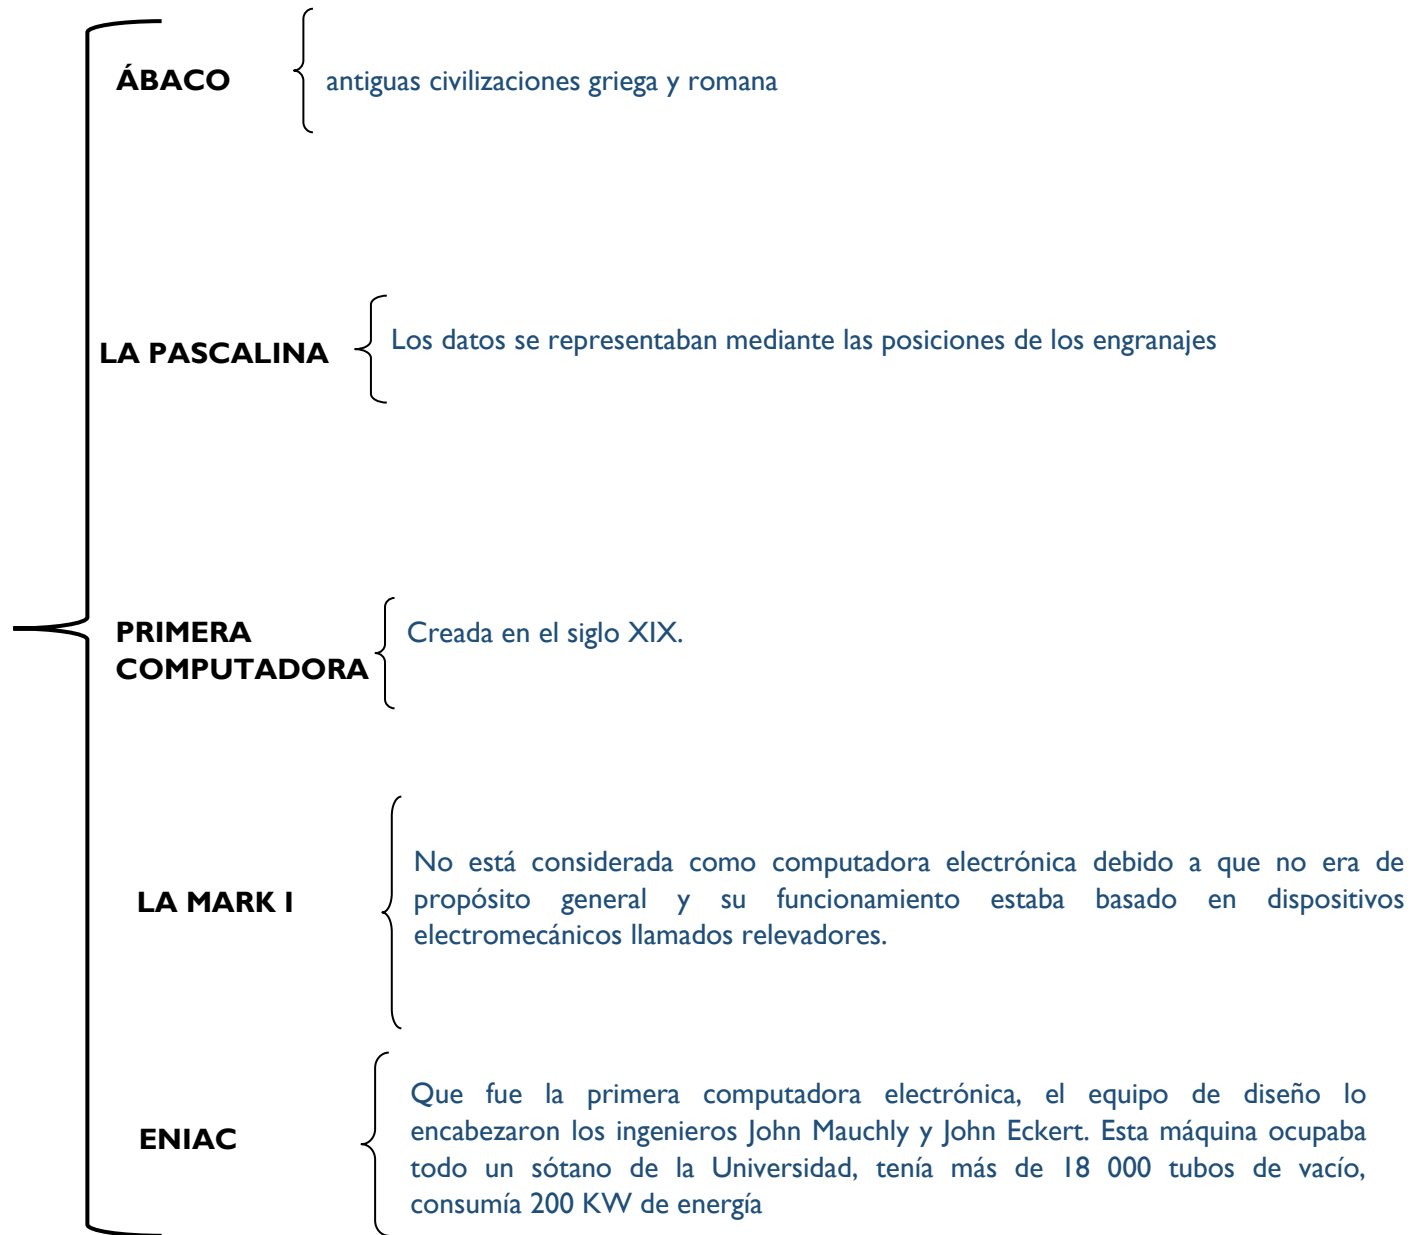 ÁBACO
antiguas civilizaciones griega y romana
LA PASCALINA
Los datos se representaban mediante las posiciones de los engranajes
PRIMERA
COMPUTADORA
Creada en el siglo XIX.
LA MARK I
No está considerada como computadora electrónica debido a que no era de
propósito general y su funcionamiento estaba basado en dispositivos
electromecánicos llamados relevadores.
ENIAC
Que fue la primera computadora electrónica, el equipo de diseño lo
encabezaron los ingenieros John Mauchly y John Eckert. Esta máquina ocupaba
todo un sótano de la Universidad, tenía más de 18 000 tubos de vacío,
consumía 200 KW de energía